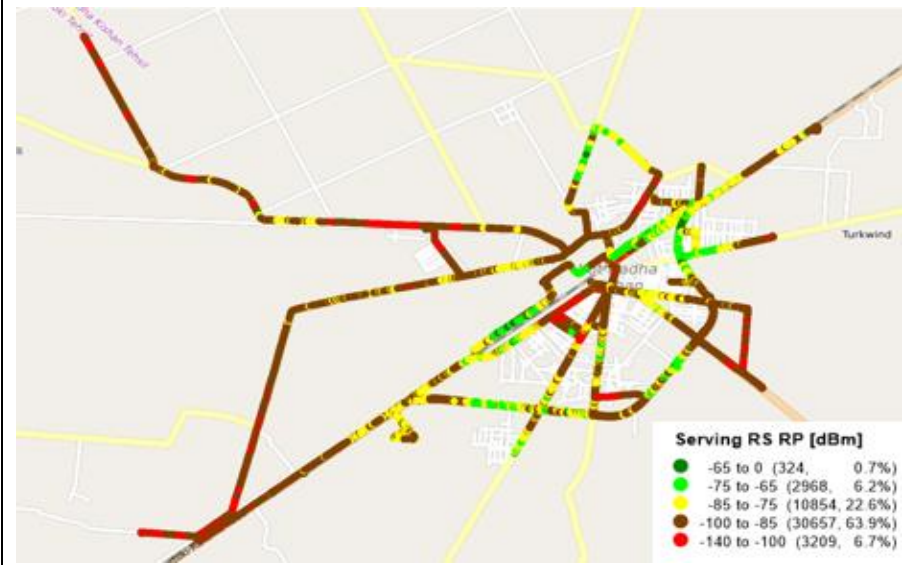 Turkwind
Serving RS RP [dBm]
-65 to 0 (324, 0.7%)
-75 to -65 (2968, 6.2%)
-85 to -75 (10854, 22.6%)
-100 to -85 (30657, 63.9%)
-140 to -100 (3209, 6.7%)